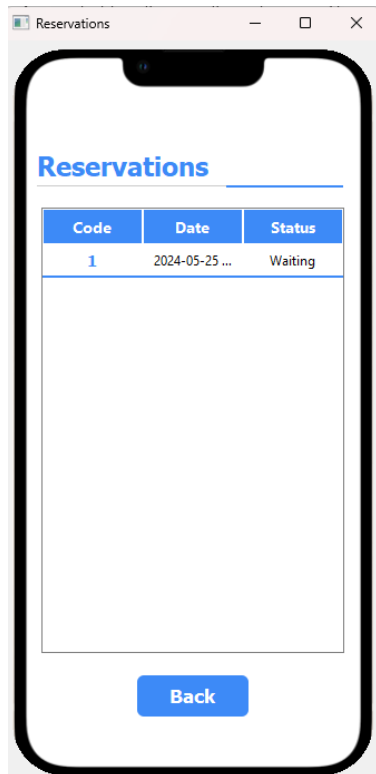 Reservations
Reservations
Code Date Status
1 2024-05-25 ... Waiting
Back